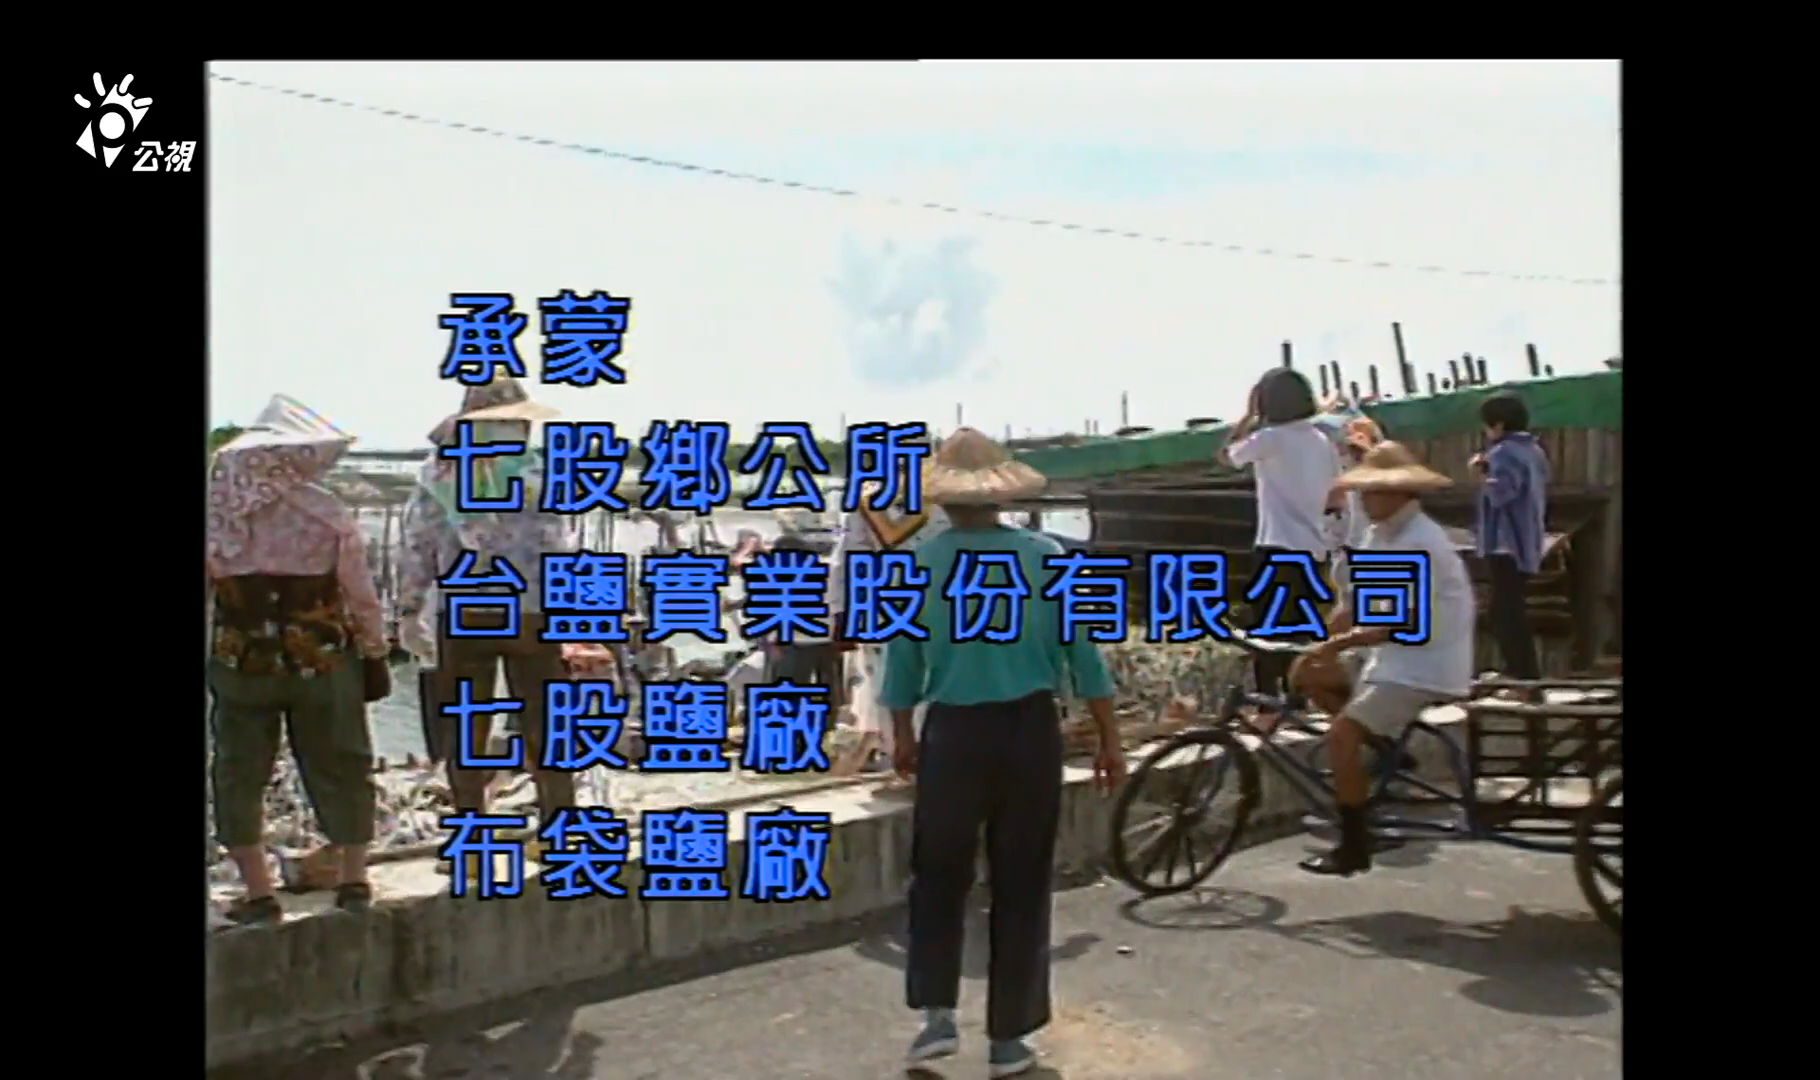 公視
承蒙
七股鄉公所
台鹽實業股份有限公司
七股鹽廠
布袋鹽廠